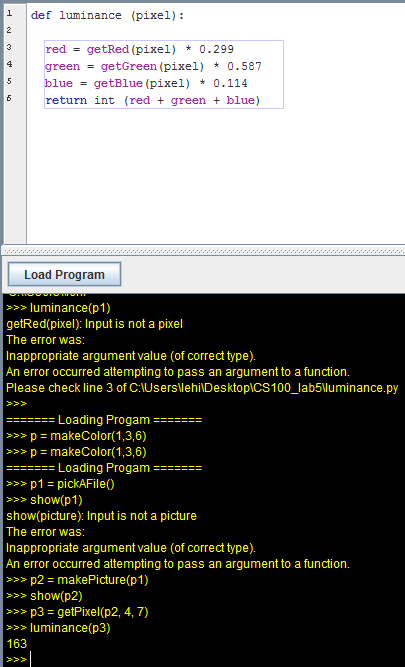 1 def luminance (pixel):
2
3 red = getRed(pixel) * 0.299
4 green = getGreen(pixel) * 0.587
5 blue = getBlue(pixel) * 0.114
6 return int (red + green + blue)
Load Program
>>> luminance(p1)
getRed(pixel): Input is not a pixel
The error was:
Inappropriate argument value (of correct type).
An error occurred attempting to pass an argument to a function.
Please check line 3 of C:\Users\lehi\Desktop\CS100_lab5\luminance.py
>>>
======= Loading Progam =======
>>> p = makeColor(1,3,6)
>>> p = makeColor(1,3,6)
======= Loading Progam =======
>>> p1 = pickAFile()
>>> show(p1)
show(picture): Input is not a picture
The error was:
Inappropriate argument value (of correct type).
An error occurred attempting to pass an argument to a function.
>>> p2 = makePicture(p1)
>>> show(p2)
>>> p3 = getPixel(p2, 4, 7)
>>> luminance(p3)
163
>>>